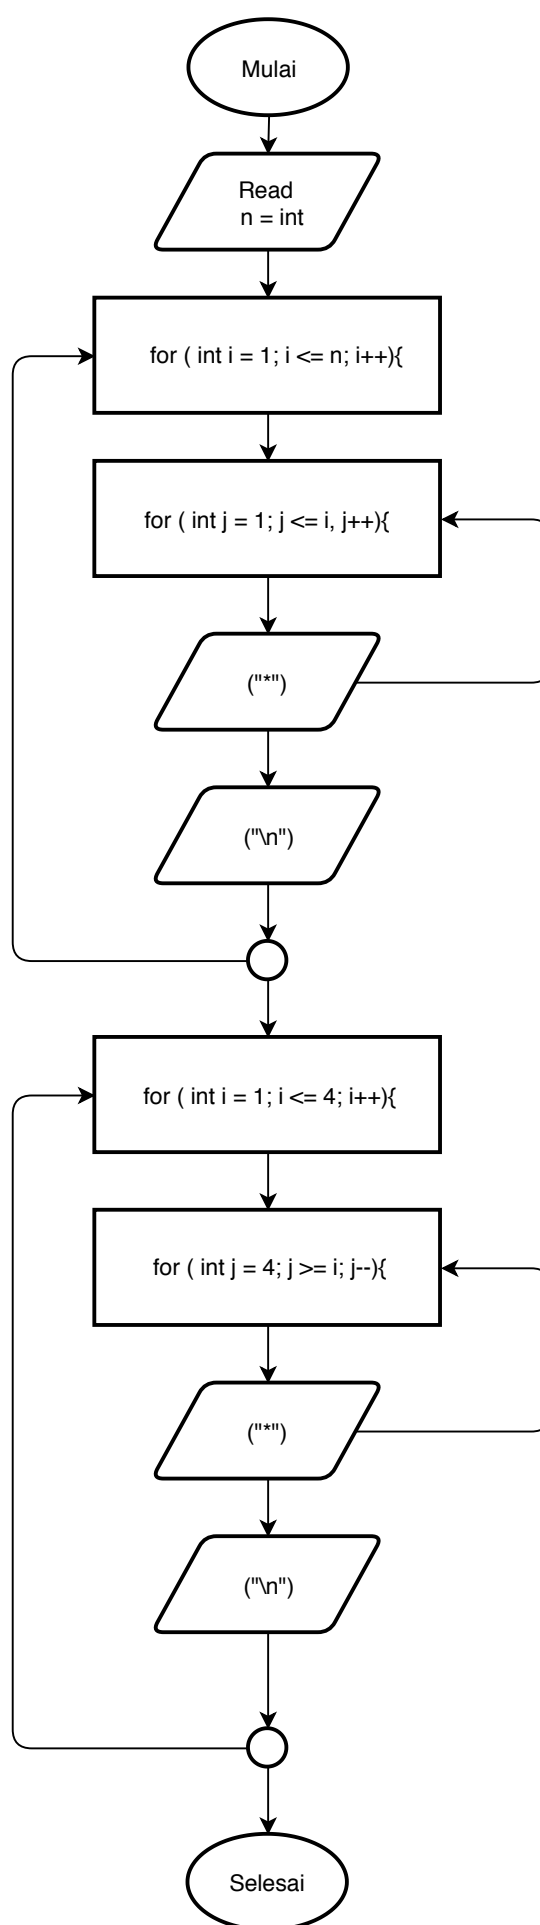 Mulai
Read
n = int
for ( int i = 1; i <= n; i++){
for ( int j = 1; j <= i, j++){
("*")
("\n")
for ( int i = 1; i <= 4; i++){
for ( int j = 4; j >= i; j--){
("*")
("\n")
Selesai